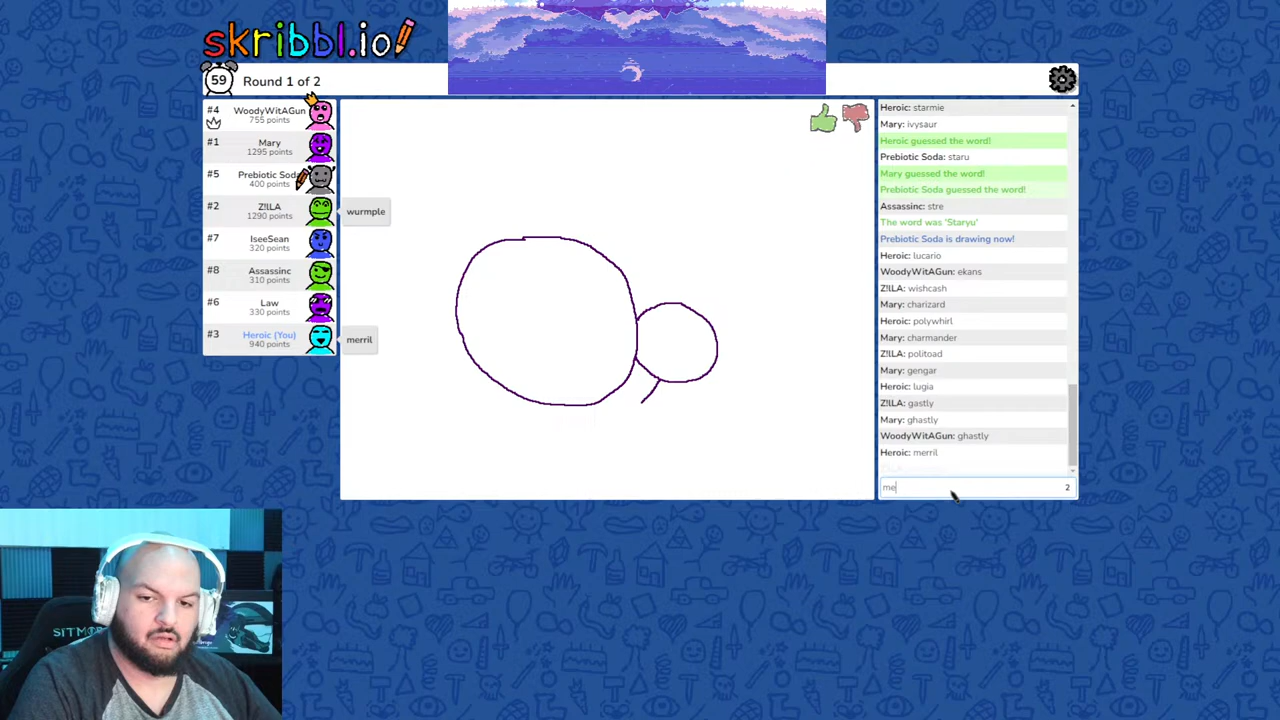 skribbl.io
59
Round 1 of 2
#4 WoodyWitAGun
755 points
#1 Mary
1295 points
#5 Prebiotic Soda
400 points
#2 Z!LLA
1290 points
wurmple
#7 IseeSean
320 points
#8 Assassinc
310 points
#6 Law
330 points
#3 Heroic (You)
940 points
merril
Heroic: starmie
Mary: ivysaur
Heroic guessed the word!
Prebiotic Soda: staru
Mary guessed the word!
Prebiotic Soda guessed the word!
Assassinc: stre
The word was 'Staryu'
Prebiotic Soda is drawing now!
Heroic: lucario
WoodyWitAGun: ekans
Z!LLA: wishcash
Mary: charizard
Heroic: polywhirl
Mary: charmander
Z!LLA: politoad
Mary: gengar
Heroic: lugia
Z!LLA: gastly
Mary: ghastly
WoodyWitAGun: ghastly
Heroic: merril
me
2